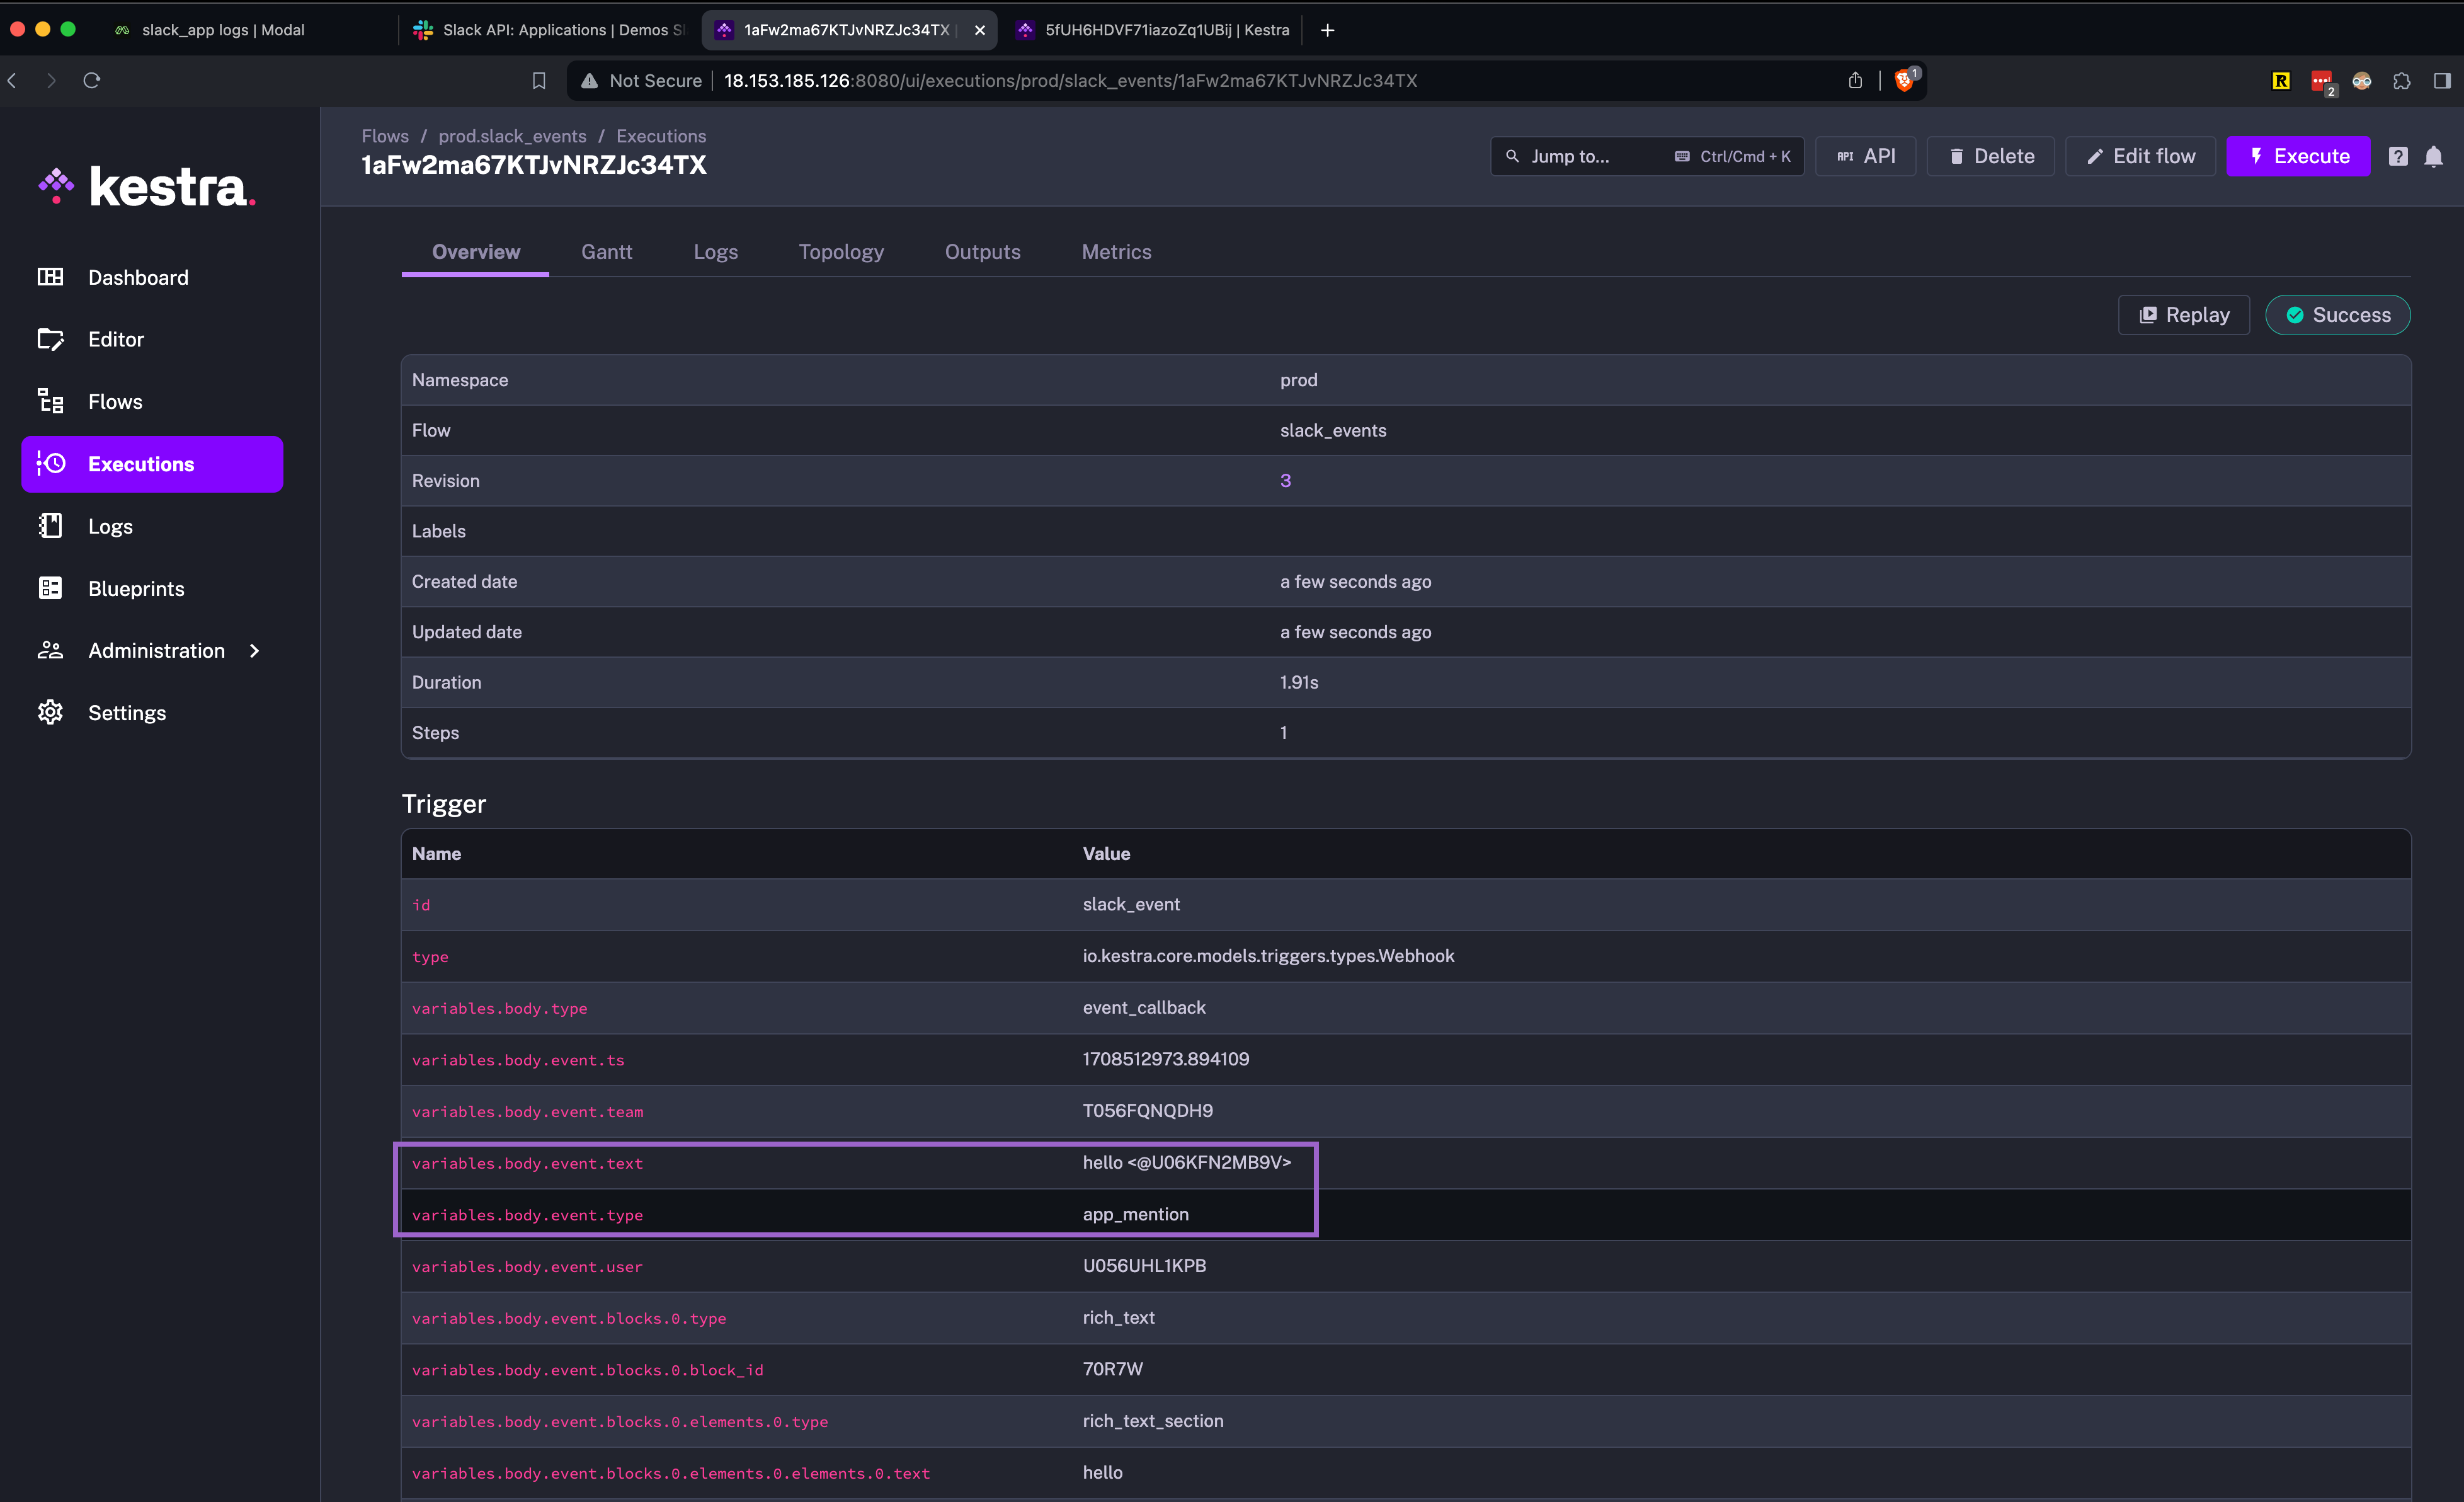 slack_app logs | Modal
Slack API: Applications | Demos Sl
1aFw2ma67KTJvNRZJc34TX |
5fUH6HDVF71iazoZq1UBij | Kestra
Not Secure
18.153.185.126:8080/ui/executions/prod/slack_events/1aFw2ma67KTJvNRZJc34TX
1
R
2
kestra.
Dashboard
Editor
Flows
Executions
Logs
Blueprints
Administration
Settings
Flows / prod.slack_events / Executions
1aFw2ma67KTJvNRZJc34TX
Jump to... Ctrl/Cmd + K
API API
Delete
Edit flow
Execute
?
Overview Gantt Logs Topology Outputs Metrics
Replay
Success
Namespace prod
Flow slack_events
Revision 3
Labels
Created date a few seconds ago
Updated date a few seconds ago
Duration 1.91s
Steps 1
Trigger
Name Value
id slack_event
type io.kestra.core.models.triggers.types.Webhook
variables.body.type event_callback
variables.body.event.ts 1708512973.894109
variables.body.event.team T056FQNQDH9
variables.body.event.text hello <@U06KFN2MB9V>
variables.body.event.type app_mention
variables.body.event.user U056UHL1KPB
variables.body.event.blocks.0.type rich_text
variables.body.event.blocks.0.block_id 70R7W
variables.body.event.blocks.0.elements.0.type rich_text_section
variables.body.event.blocks.0.elements.0.elements.0.text hello